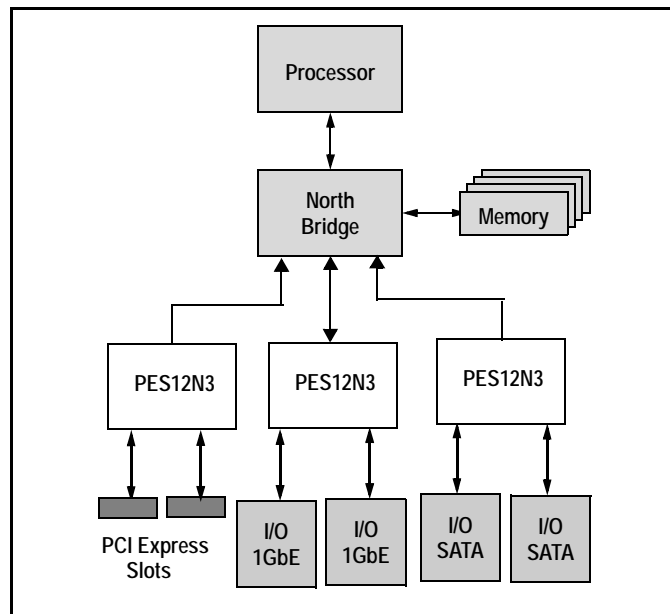 Processor
North
Bridge
Memory
PES12N3
PES12N3
PES12N3
PCI Express
Slots
I/O
1GbE
I/O
1GbE
I/O
SATA
I/O
SATA